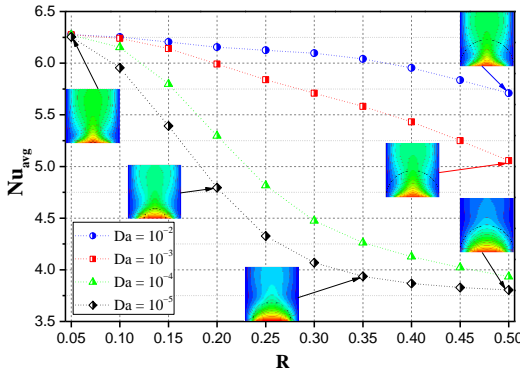 6.5
6.0
5.5
5.0
4.5
4.0
3.5
Nu_avg
Da = 10⁻²
Da = 10⁻³
Da = 10⁻⁴
Da = 10⁻⁵
0.05 0.10 0.15 0.20 0.25 0.30 0.35 0.40 0.45 0.50
R